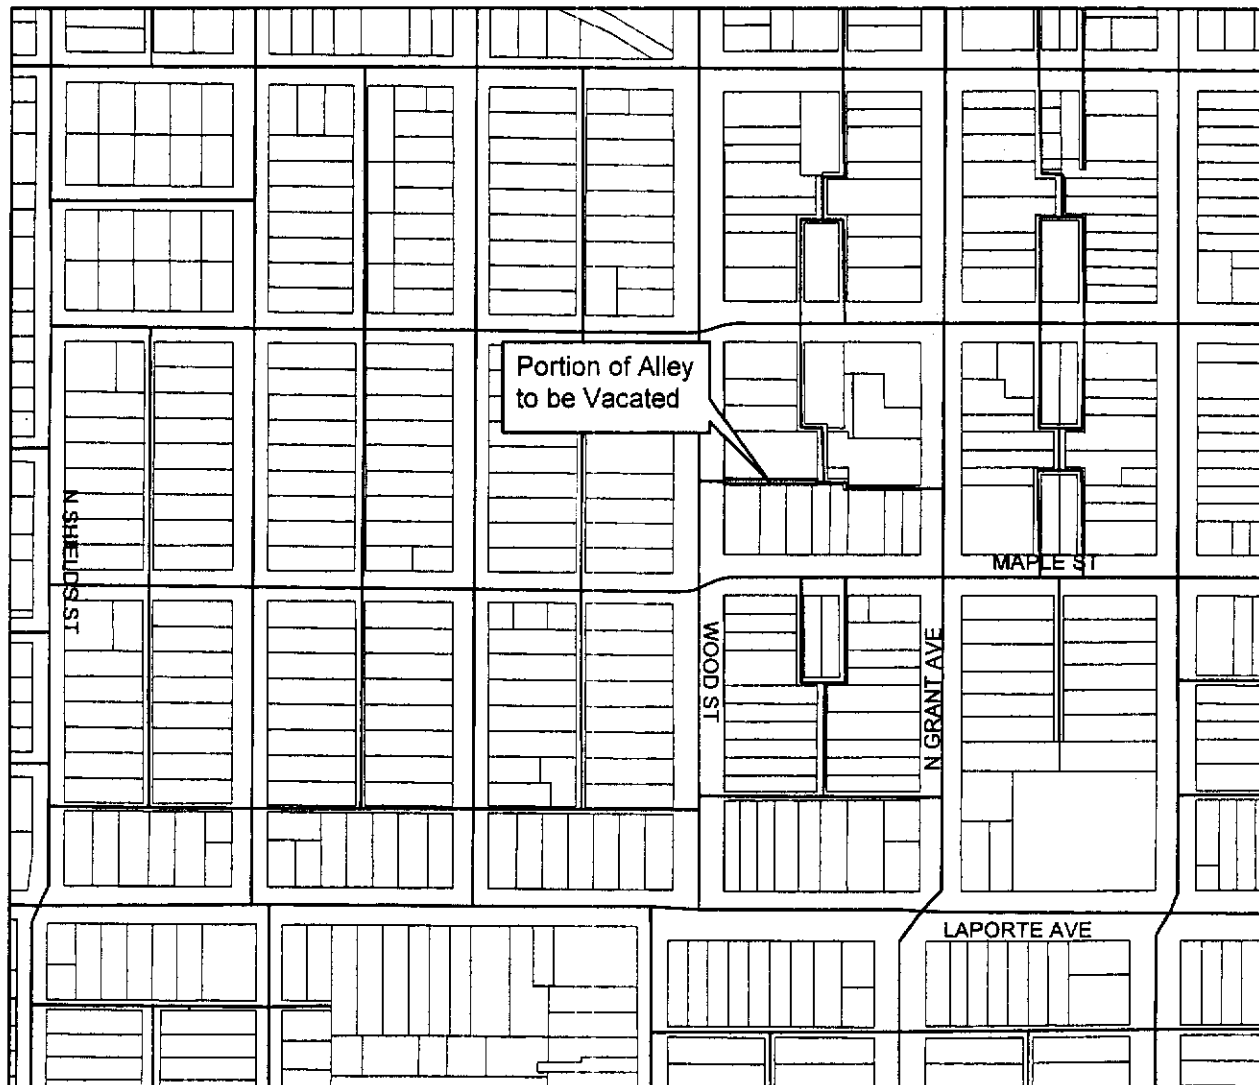 Portion of Alley
to be Vacated
N SHIELDS ST
MAPLE ST
WOOD ST
N GRANT AVE
LAPORTE AVE